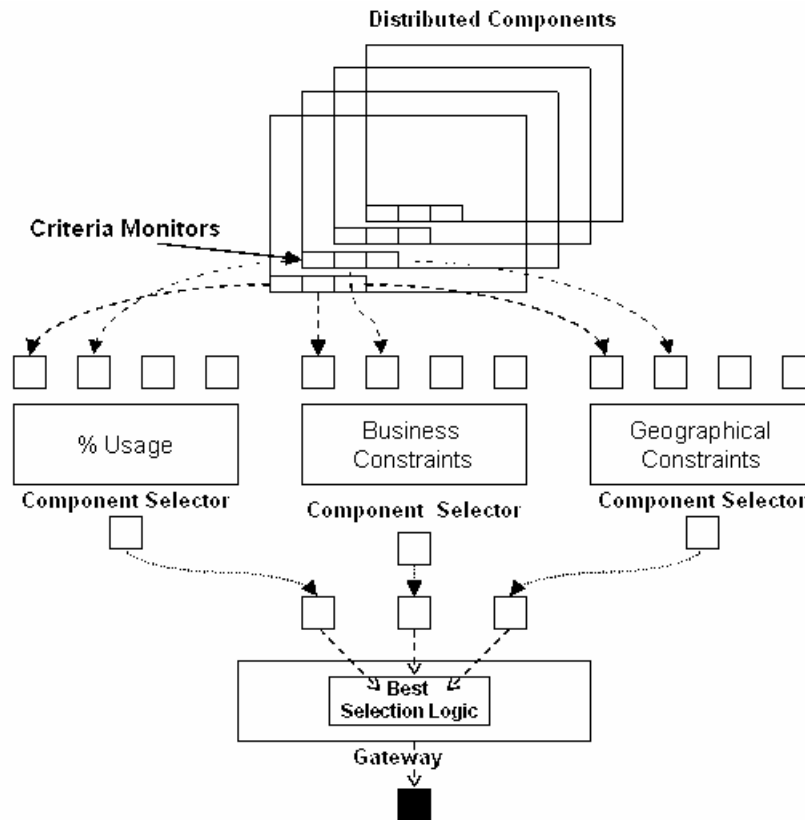 Distributed Components
Criteria Monitors
% Usage
Business
Constraints
Geographical
Constraints
Component Selector
Component Selector
Component Selector
Best
Selection Logic
Gateway